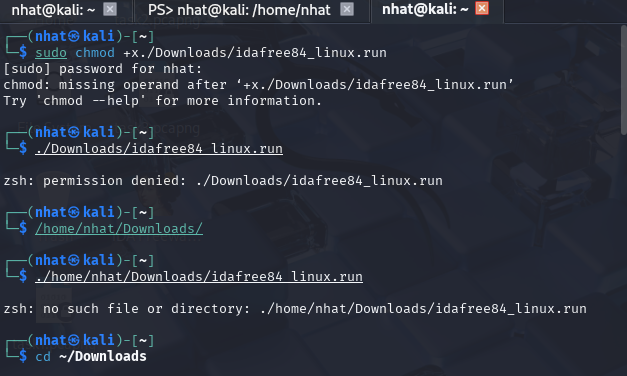 nhat@kali: ~ PS> nhat@kali: /home/nhat nhat@kali: ~
┌──(nhat㉿kali)-[~]
└─$ sudo chmod +x./Downloads/idafree84_linux.run
[sudo] password for nhat:
chmod: missing operand after ‘+x./Downloads/idafree84_linux.run’
Try 'chmod --help' for more information.
┌──(nhat㉿kali)-[~]
└─$ ./Downloads/idafree84_linux.run
zsh: permission denied: ./Downloads/idafree84_linux.run
┌──(nhat㉿kali)-[~]
└─$ /home/nhat/Downloads/
┌──(nhat㉿kali)-[~]
└─$ ./home/nhat/Downloads/idafree84_linux.run
zsh: no such file or directory: ./home/nhat/Downloads/idafree84_linux.run
┌──(nhat㉿kali)-[~]
└─$ cd ~/Downloads